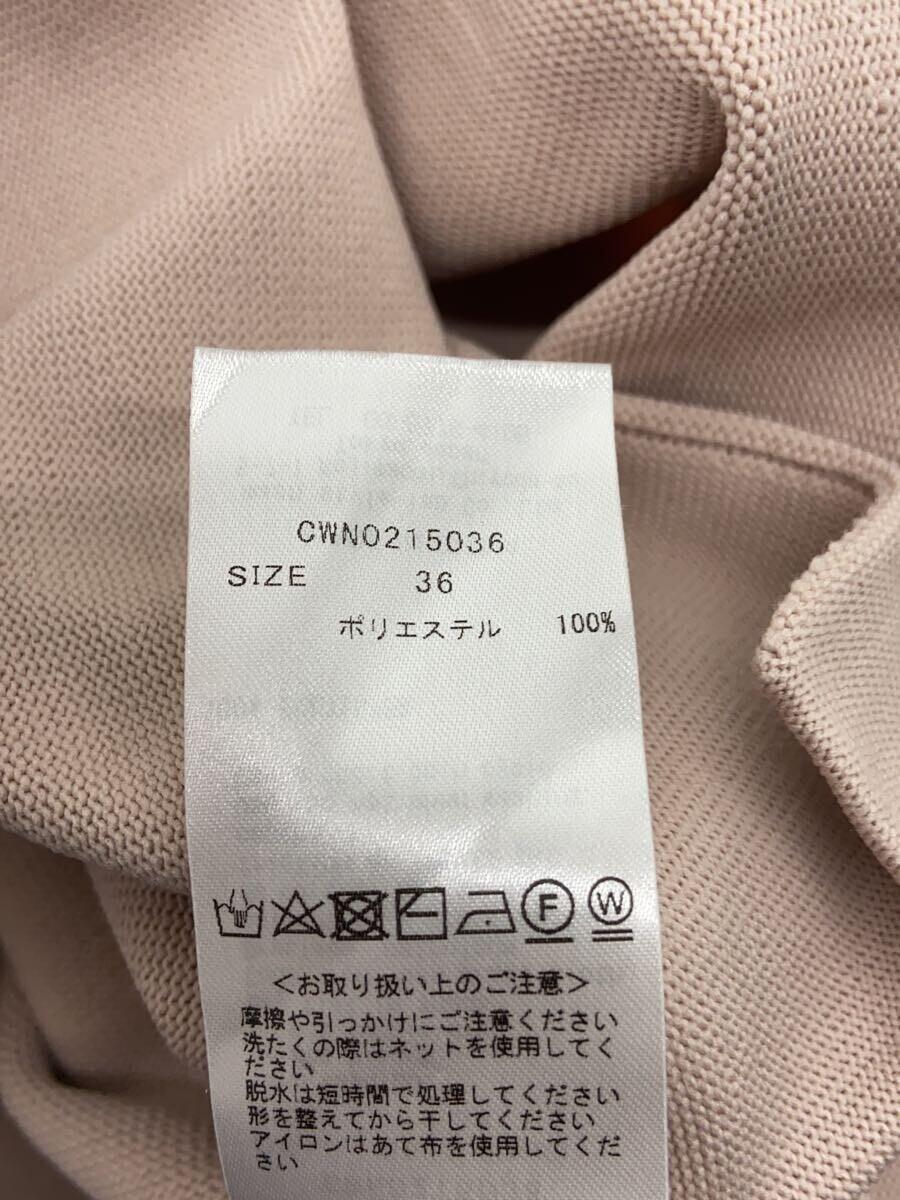 CWN0215036
SIZE 36
ポリエステル 100%
F W
<お取り扱い上のご注意>
摩擦や引っかけにご注意ください
洗たくの際はネットを使用してく
ださい
脱水は短時間で処理してください
形を整えてから干してください
アイロンはあて布を使用してくだ
さい